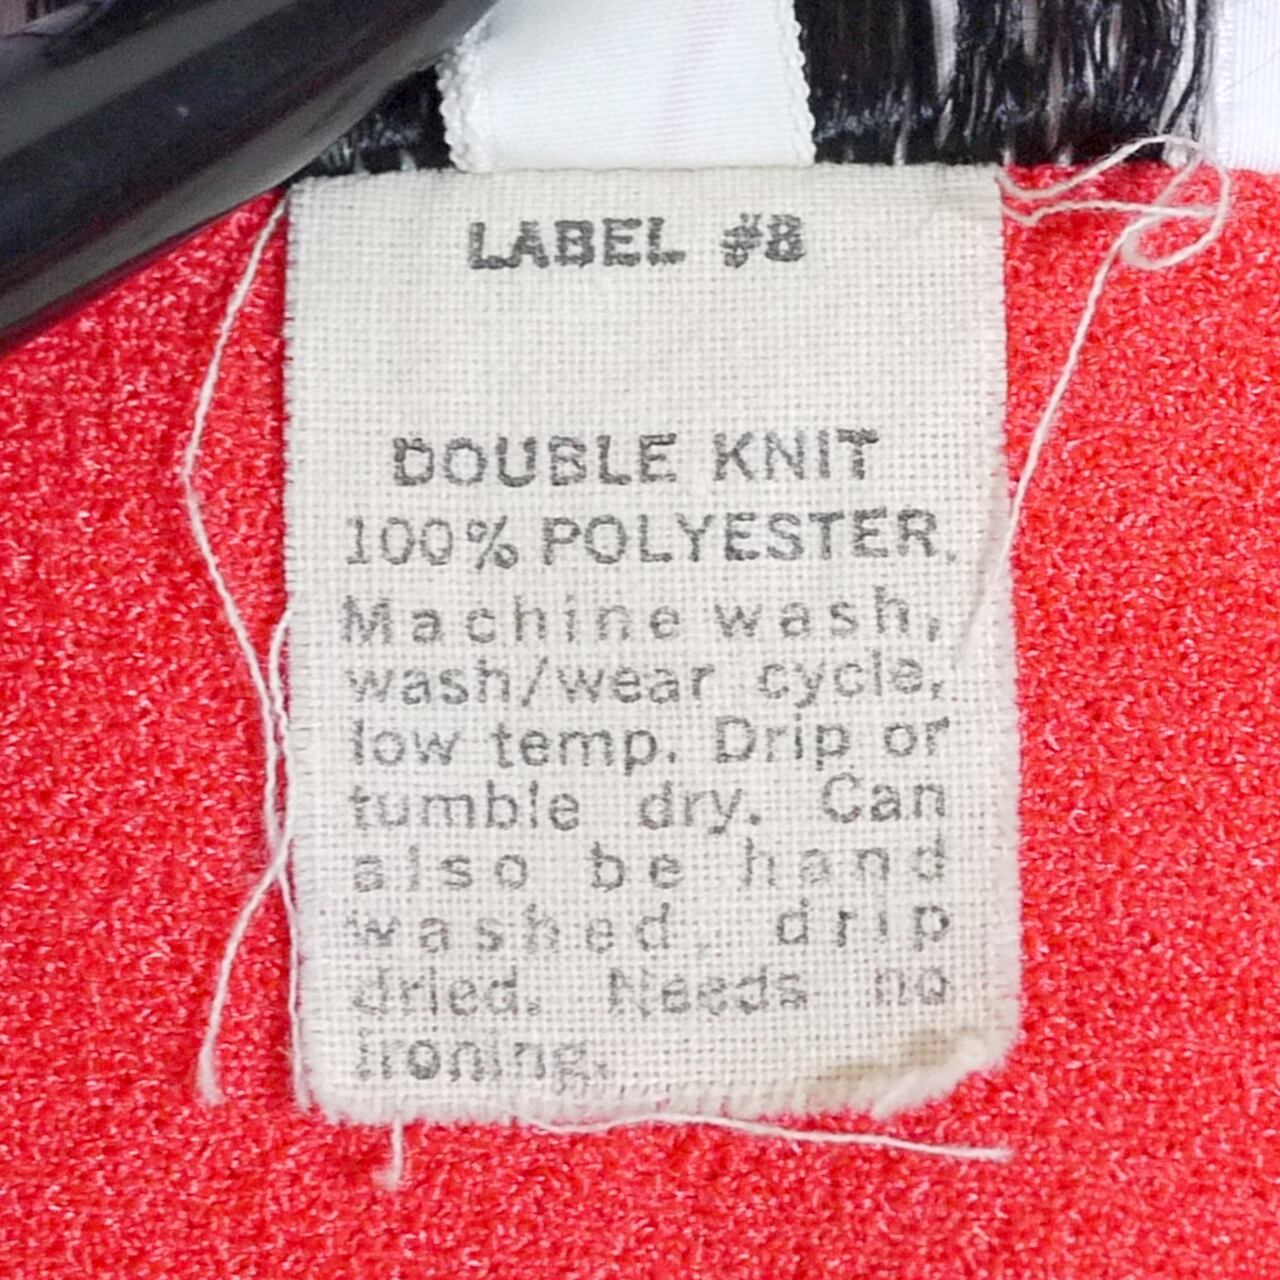 LABEL #8
DOUBLE KNIT
100% POLYESTER.
Machine wash,
wash/wear cycle,
low temp. Drip or
tumble dry. Can
also be hand
washed, drip
dried. Needs no
ironing.